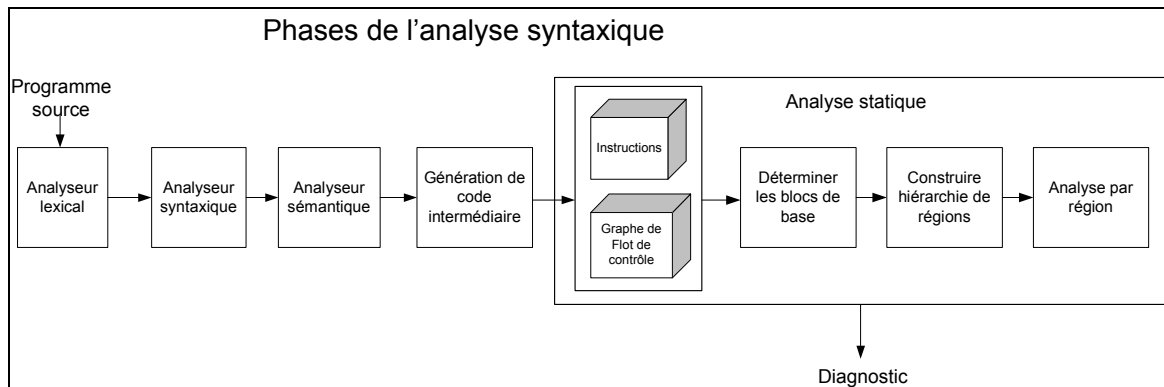 Phases de l'analyse syntaxique
Programme
source
Analyse statique
Analyseur
lexical
Analyseur
syntaxique
Analyseur
sémantique
Génération de
code
intermédiaire
Instructions
Graphe de
Flot de
contrôle
Déterminer
les blocs de
base
Construire
hiérarchie de
régions
Analyse par
région
Diagnostic